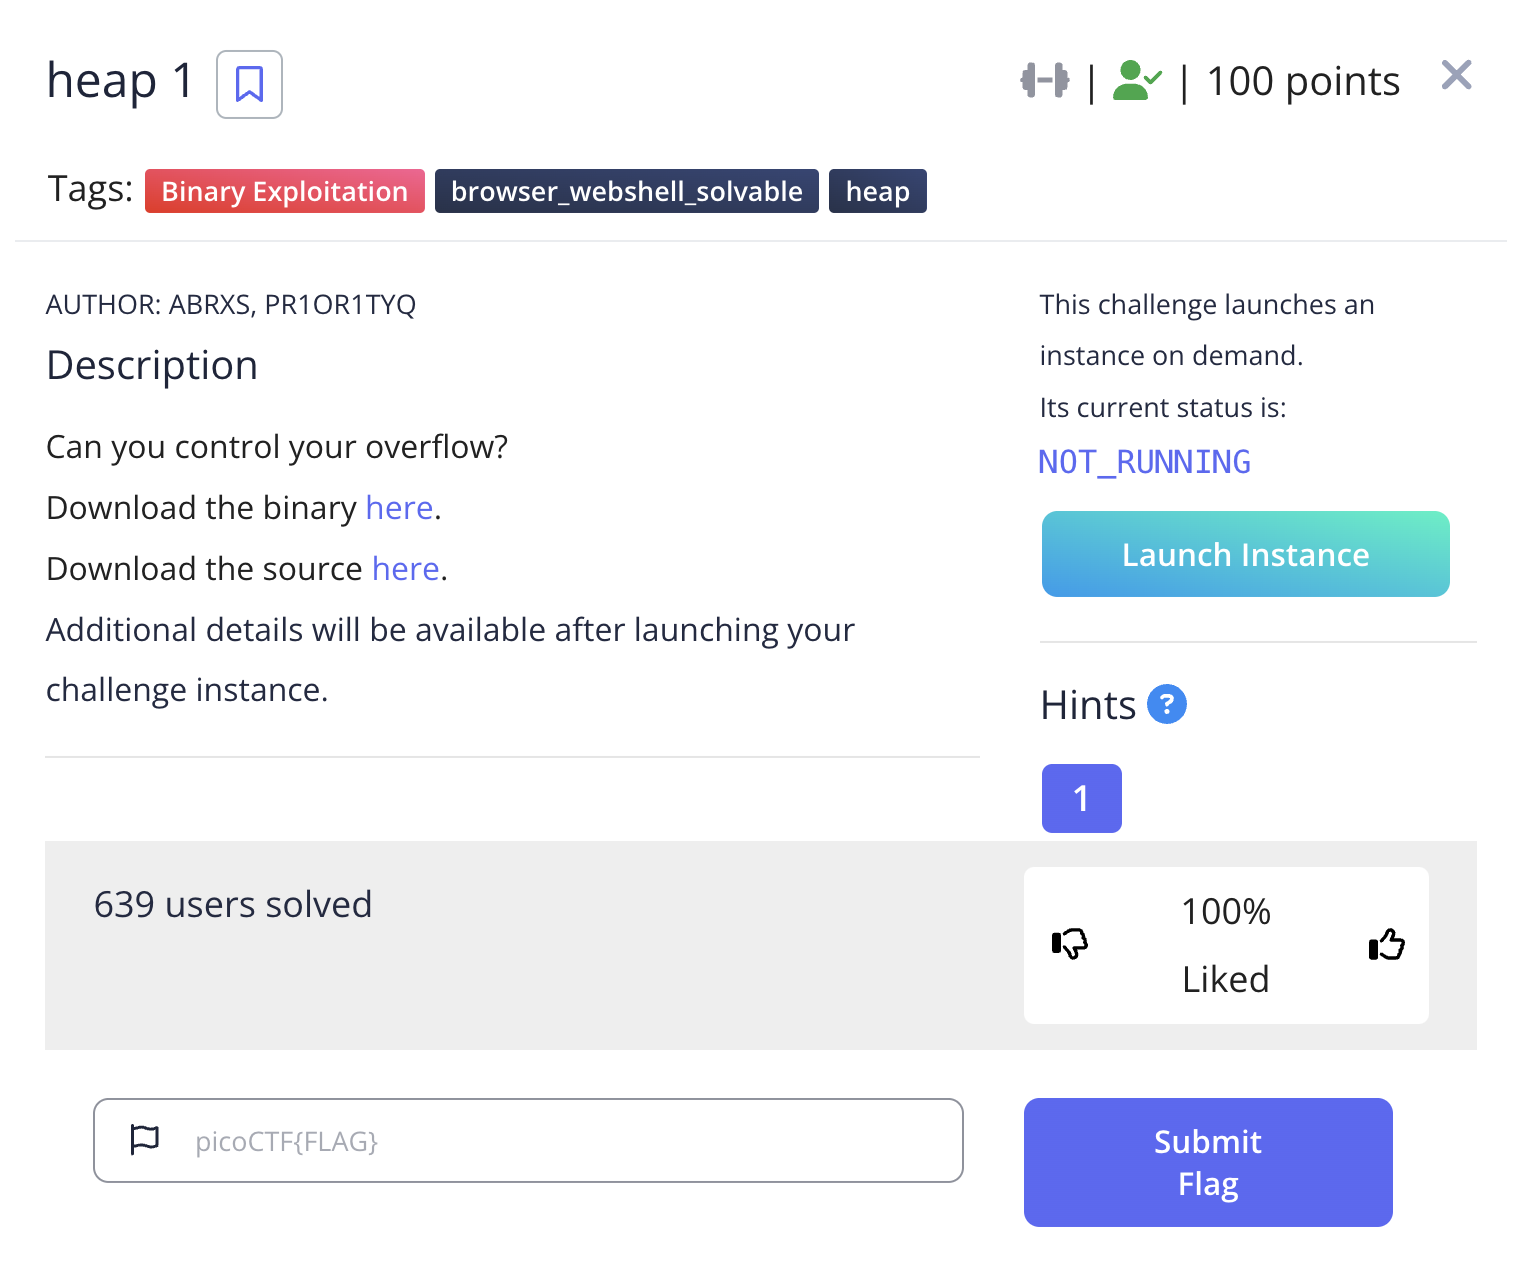 heap 1
| | 100 points
Tags: Binary Exploitation browser_webshell_solvable heap
AUTHOR: ABRXS, PR1OR1TYQ
Description
Can you control your overflow?
Download the binary here.
Download the source here.
Additional details will be available after launching your
challenge instance.
This challenge launches an
instance on demand.
Its current status is:
NOT_RUNNING
Launch Instance
Hints ?
1
639 users solved
100%
Liked
picoCTF{FLAG}
Submit
Flag